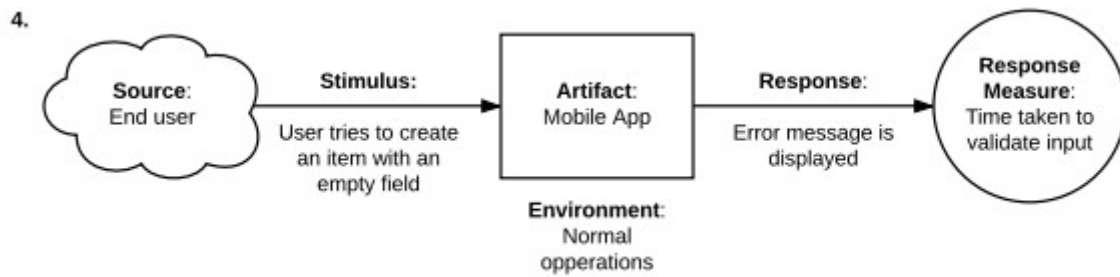 4.
Source:
End user
Stimulus:
User tries to create
an item with an
empty field
Artifact:
Mobile App
Environment:
Normal
opperations
Response:
Error message is
displayed
Response
Measure:
Time taken to
validate input